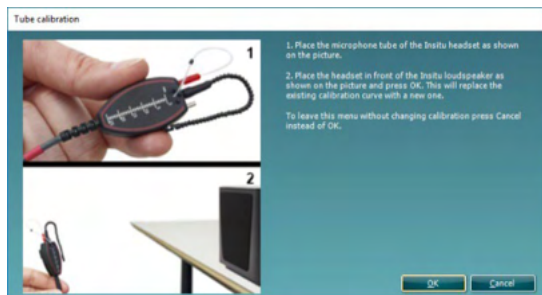 Tube calibration
1
1. Place the microphone tube of the Insitu headset as shown
on the picture.
2. Place the headset in front of the Insitu loudspeaker as
shown on the picture and press OK. This will replace the
existing calibration curve with a new one.
To leave this menu without changing calibration press Cancel
instead of OK.
2
OK
Cancel